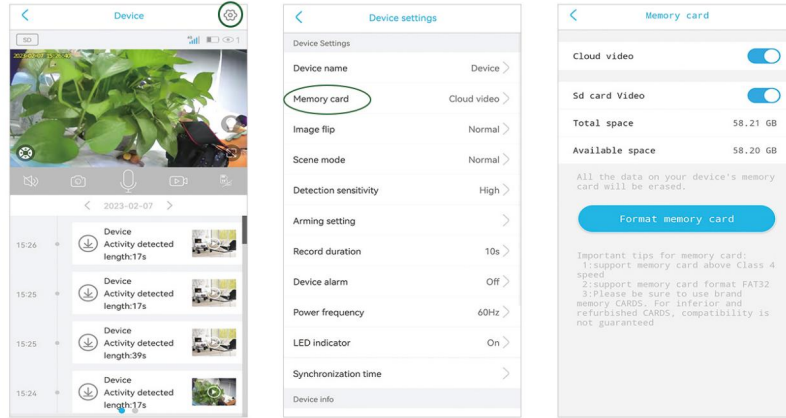 Device
SD
4G
1
2023-02-07
15:26
Device
Activity detected
length:17s
15:25
Device
Activity detected
length:17s
15:25
Device
Activity detected
length:39s
15:24
Device
Activity detected
length:17s
Device settings
Device Settings
Device name
Device
Memory card
Cloud video
Image flip
Normal
Scene mode
Normal
Detection sensitivity
High
Arming setting
Record duration
10s
Device alarm
Off
Power frequency
60Hz
LED indicator
On
Synchronization time
Device info
Memory card
Cloud video
Sd card Video
Total space
58.21 GB
Available space
58.20 GB
All the data on your device's memory
card will be erased.
Format memory card
Important tips for memory card:
1:support memory card above Class 4
speed
2:support memory card format FAT32
3:Please be sure to use brand
memory CARDS. For inferior and
refurbished CARDS, compatibility is
not guaranteed